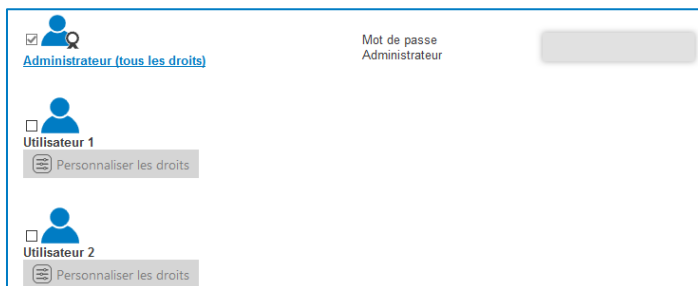 Administrateur (tous les droits)
Mot de passe
Administrateur
Utilisateur 1
Personnaliser les droits
Utilisateur 2
Personnaliser les droits